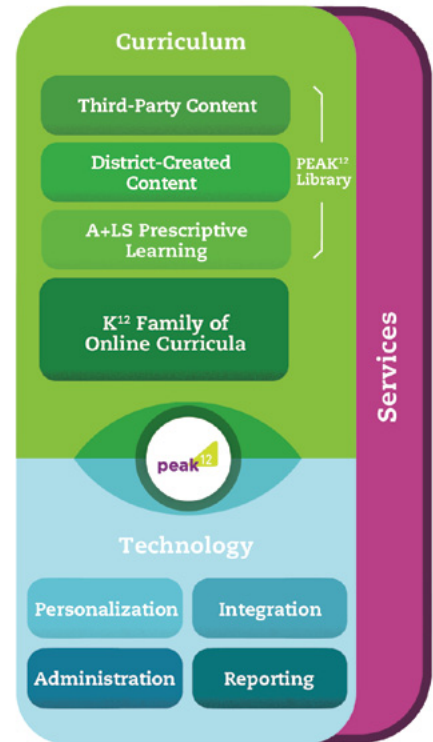 Curriculum
Third-Party Content
District-Created
Content
A+LS Prescriptive
Learning
PEAK¹²
Library
K¹² Family of
Online Curricula
peak12
Technology
Personalization
Integration
Administration
Reporting
Services